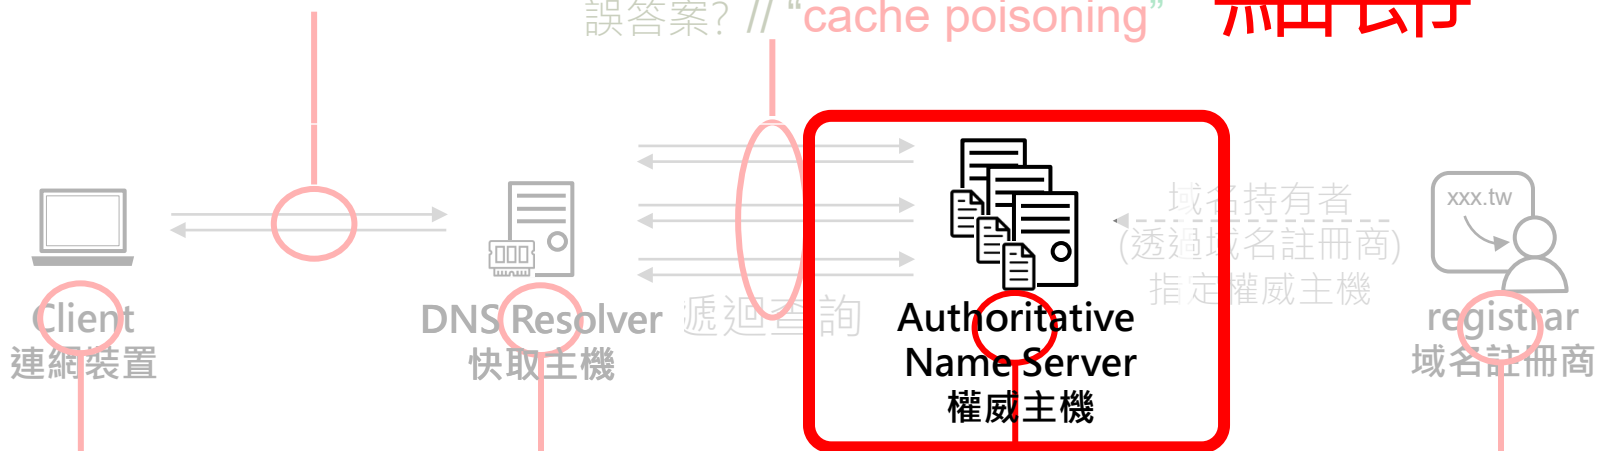 誤答案? // “cache poisoning”
xxx.tw
域名持有者
(透過域名註冊商)
指定權威主機
遞迴查詢
Client
連網裝置
DNS Resolver
快取主機
Authoritative
Name Server
權威主機
registrar
域名註冊商